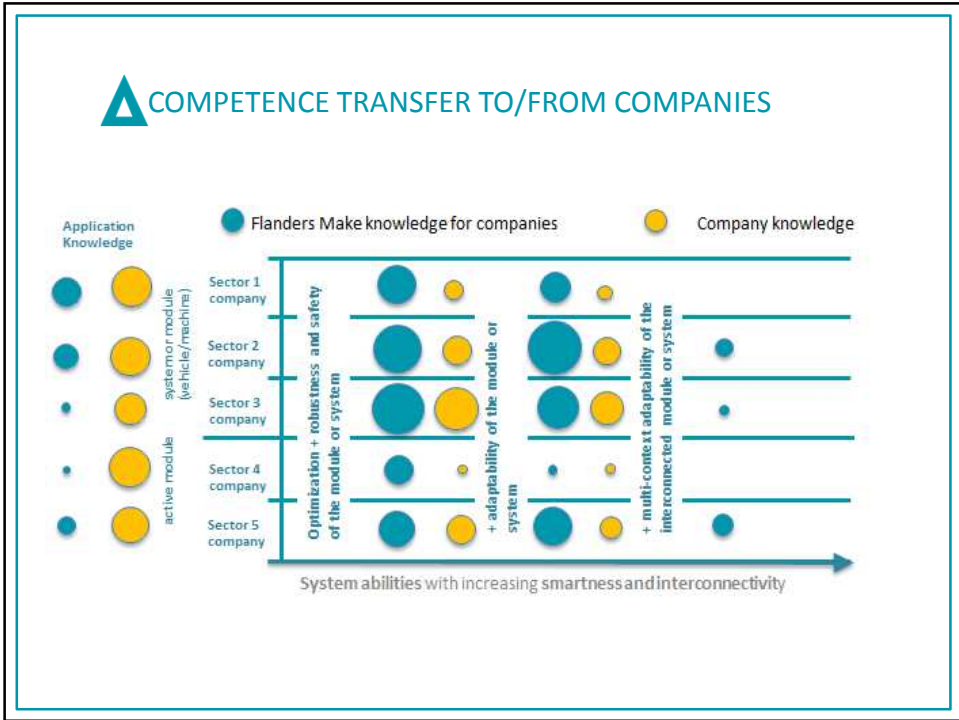 COMPETENCE TRANSFER TO/FROM COMPANIES
Application
Knowledge
Flanders Make knowledge for companies
Company knowledge
system or module
(vehicle/machine)
active module
Sector 1
company
Sector 2
company
Sector 3
company
Sector 4
company
Sector 5
company
Optimization + robustness and safety
of the module or system
+ adaptability of the module or
system
+ multi-context adaptability of the
interconnected module or system
System abilities with increasing smartness and interconnectivity